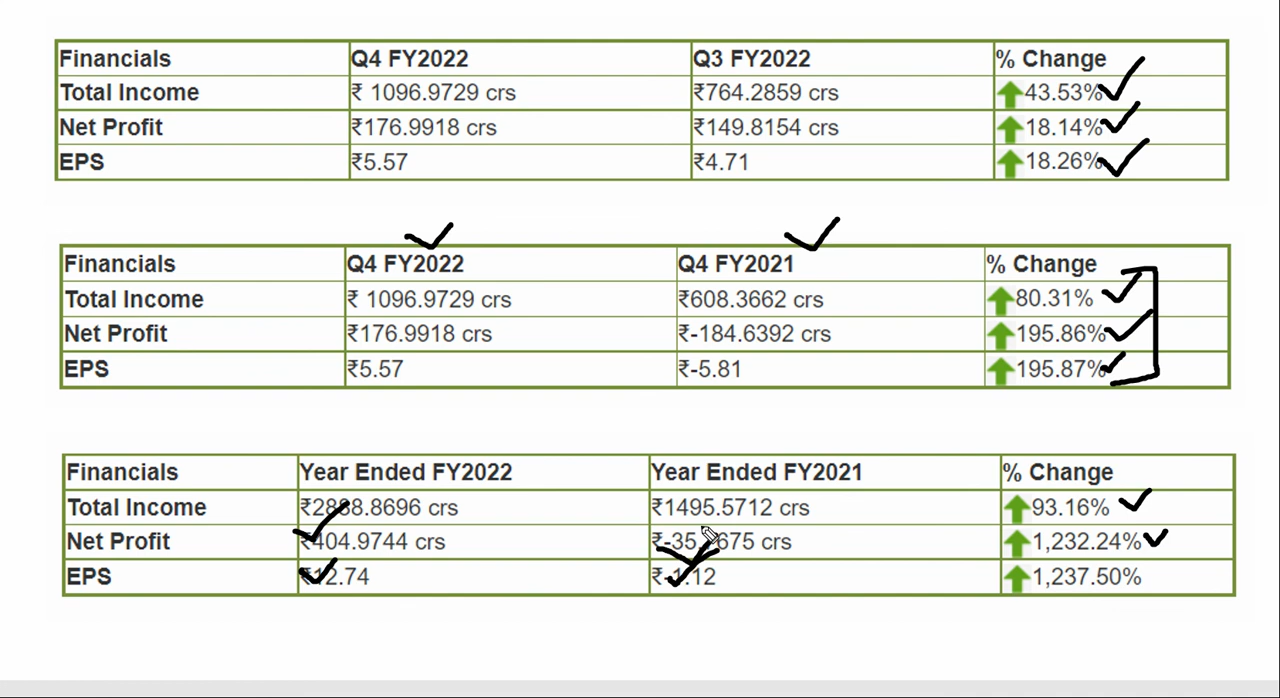 Financials Q4 FY2022 Q3 FY2022 % Change
Total Income ₹ 1096.9729 crs ₹764.2859 crs 43.53%
Net Profit ₹176.9918 crs ₹149.8154 crs 18.14%
EPS ₹5.57 ₹4.71 18.26%
Financials Q4 FY2022 Q4 FY2021 % Change
Total Income ₹ 1096.9729 crs ₹608.3662 crs 80.31%
Net Profit ₹176.9918 crs ₹-184.6392 crs 195.86%
EPS ₹5.57 ₹-5.81 195.87%
Financials Year Ended FY2022 Year Ended FY2021 % Change
Total Income ₹2888.8696 crs ₹1495.5712 crs 93.16%
Net Profit ₹404.9744 crs crs 1,232.24%
EPS ₹12.74 ₹-1.12 1,237.50%